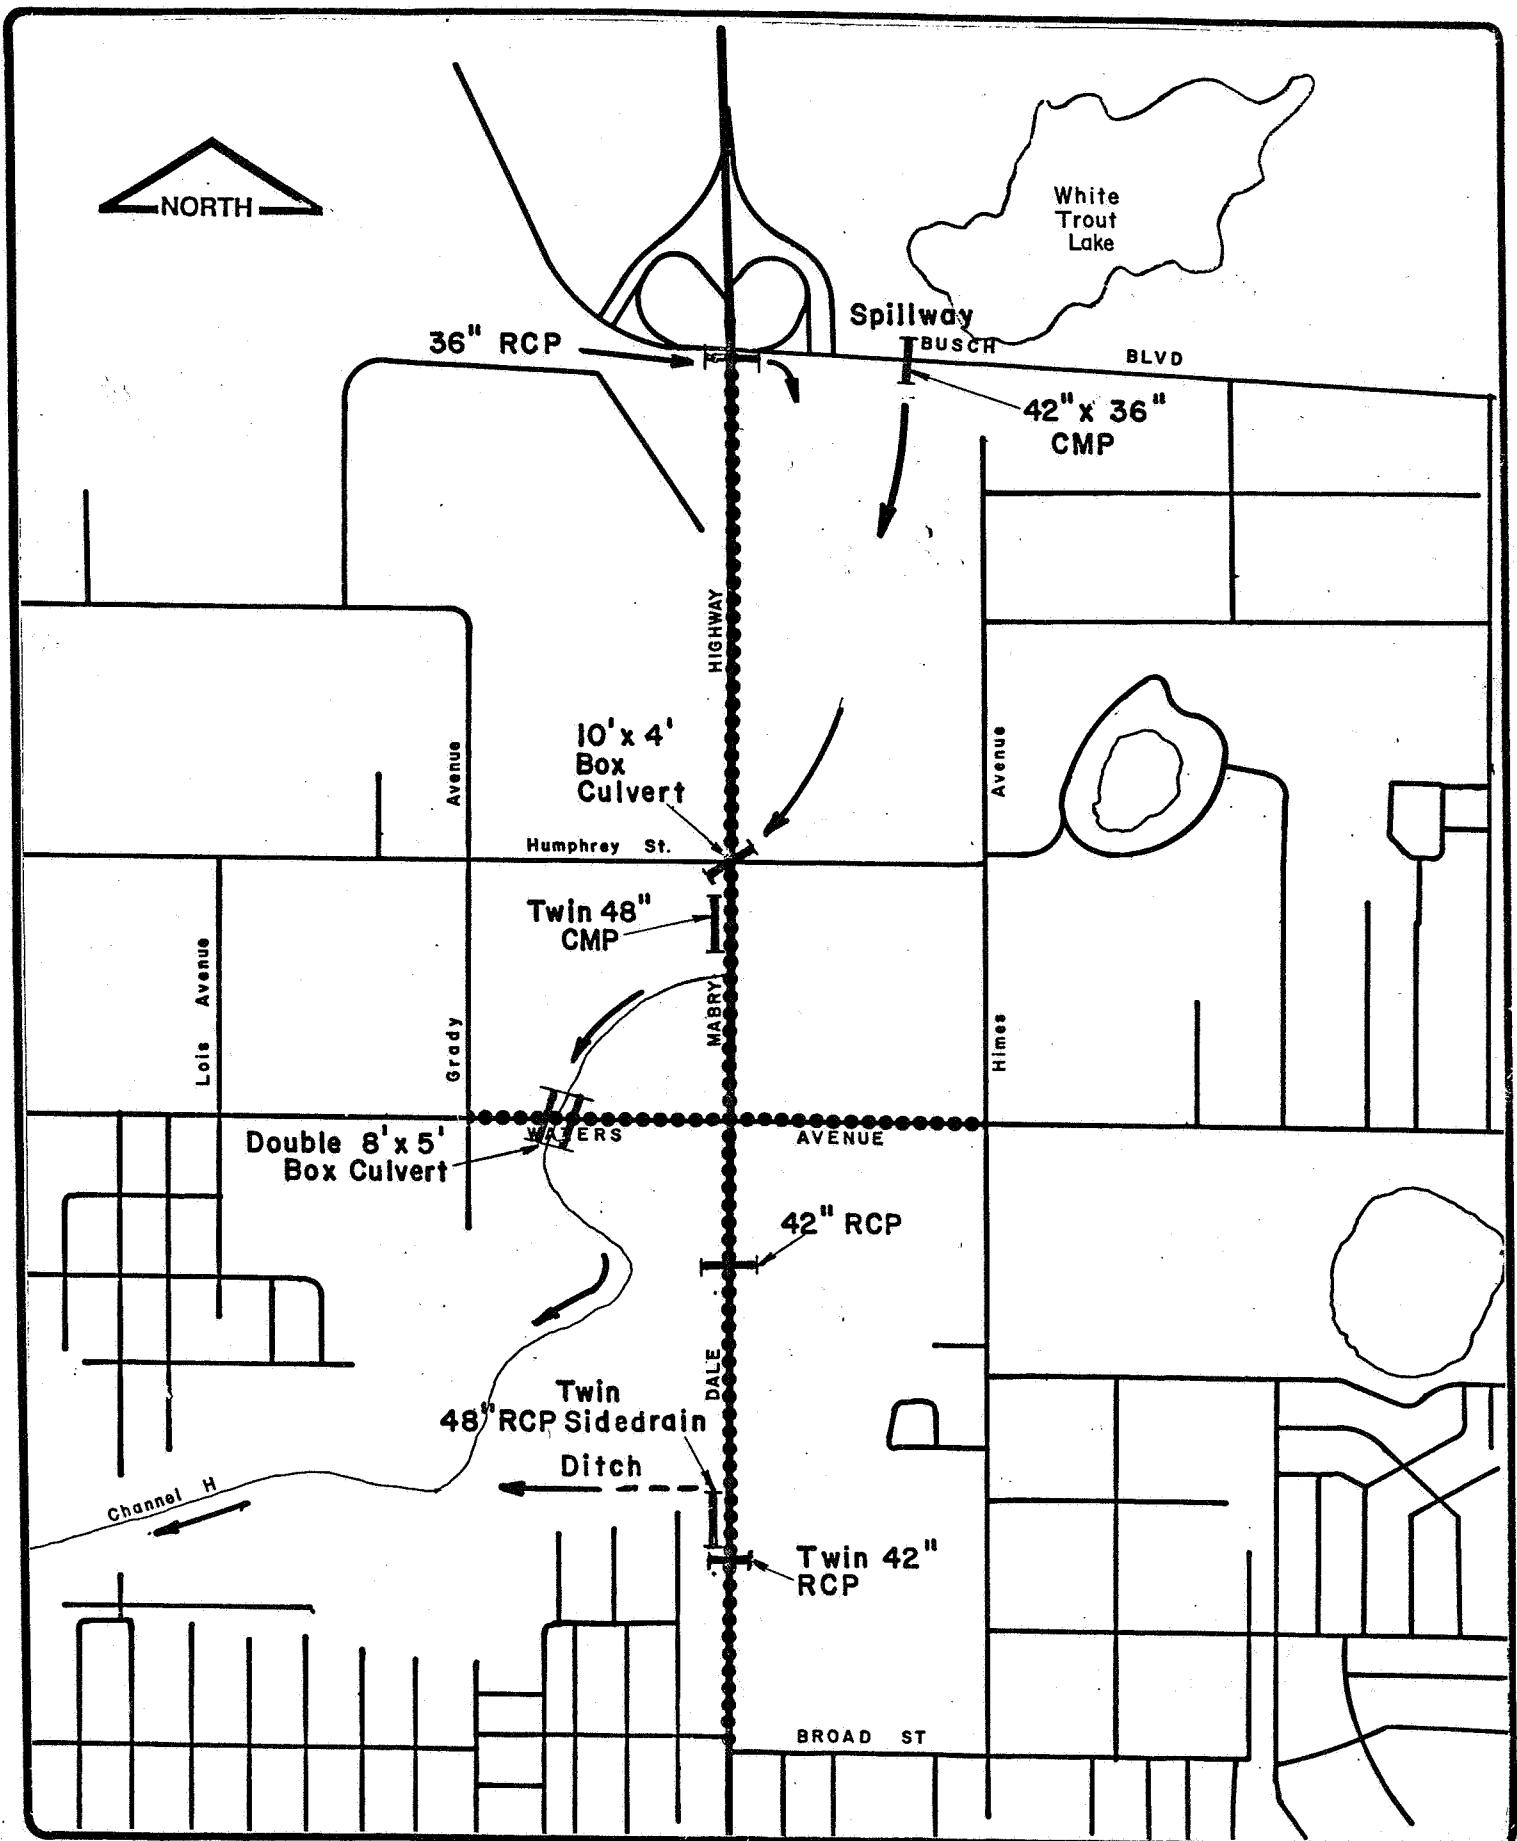 NORTH
White
Trout
Lake
Spillway
36" RCP
BUSCH
BLVD
42" x 36"
CMP
HIGHWAY
10' x 4'
Box
Culvert
Avenue
Avenue
Humphrey St.
Twin 48"
CMP
Lois Avenue
Grady
MABRY
Himes
WATERS
AVENUE
Double 8' x 5'
Box Culvert
42" RCP
DALE
Twin
48" RCP Sidedrain
Ditch
Channel H
Twin 42"
RCP
BROAD ST